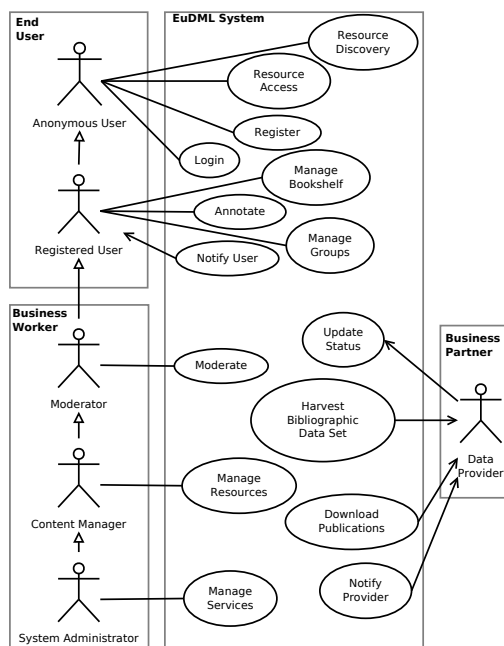 End
User
EuDML System
Resource
Discovery
Resource
Access
Anonymous User
Register
Login
Manage
Bookshelf
Annotate
Registered User
Manage
Groups
Notify User
Business
Worker
Update
Status
Business
Partner
Moderate
Moderator
Harvest
Bibliographic
Data Set
Data
Provider
Manage
Resources
Content Manager
Download
Publications
Notify
Provider
Manage
Services
System Administrator